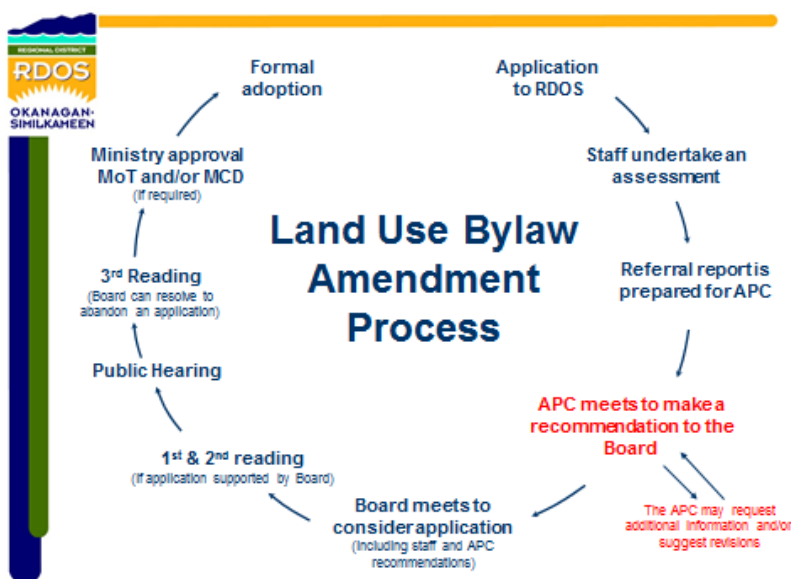 REGIONAL DISTRICT
RDOS
OKANAGAN-
SIMILKAMEEN
Land Use Bylaw
Amendment
Process
Application
to RDOS
Staff undertake an
assessment
Referral report is
prepared for APC
APC meets to make a
recommendation to the
Board
The APC may request
additional information and/or
suggest revisions
Board meets to
consider application
(including staff and APC
recommendations)
1st & 2nd reading
(if application supported by Board)
Public Hearing
3rd Reading
(Board can resolve to
abandon an application)
Ministry approval
MoT and/or MCD
(if required)
Formal
adoption